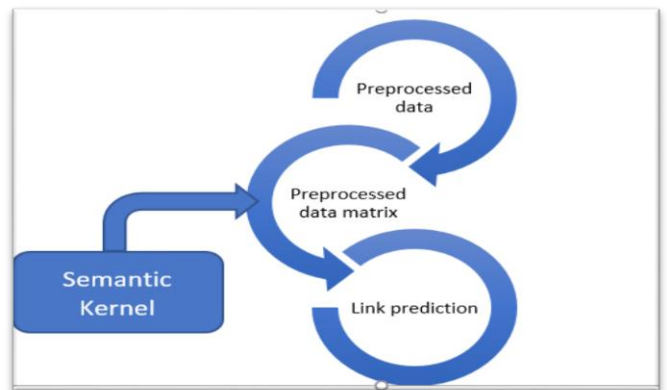 Preprocessed
data
Preprocessed
data matrix
Semantic
Kernel
Link prediction